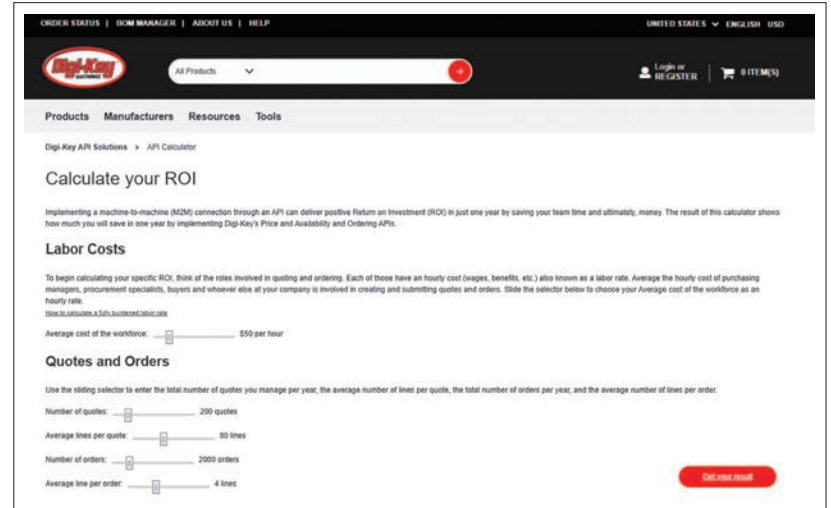 ORDER STATUS | BOM MANAGER | ABOUT US | HELP
UNITED STATES ENGLISH USD
Digi-Key
ELECTRONICS
All Products
Login or
REGISTER
0 ITEM(S)
Products Manufacturers Resources Tools
Digi-Key API Solutions > API Calculator
Calculate your ROI
Implementing a machine-to-machine (M2M) connection through an API can deliver positive Return on Investment (ROI) in just one year by saving your team time and ultimately, money. The result of this calculator shows
how much you will save in one year by implementing Digi-Key's Price and Availability and Ordering APIs.
Labor Costs
To begin calculating your specific ROI, think of the roles involved in quoting and ordering. Each of those have an hourly cost (wages, benefits, etc.) also known as a labor rate. Average the hourly cost of purchasing
managers, procurement specialists, buyers and whoever else at your company is involved in creating and submitting quotes and orders. Slide the selector below to choose your Average cost of the workforce as an
hourly rate.
How to calculate a fully burdened labor rate
Average cost of the workforce: $50 per hour
Quotes and Orders
Use the sliding selector to enter the total number of quotes you manage per year, the average number of lines per quote, the total number of orders per year, and the average number of lines per order.
Number of quotes: 200 quotes
Average lines per quote: 80 lines
Number of orders: 2000 orders
Average line per order: 4 lines
Get your result